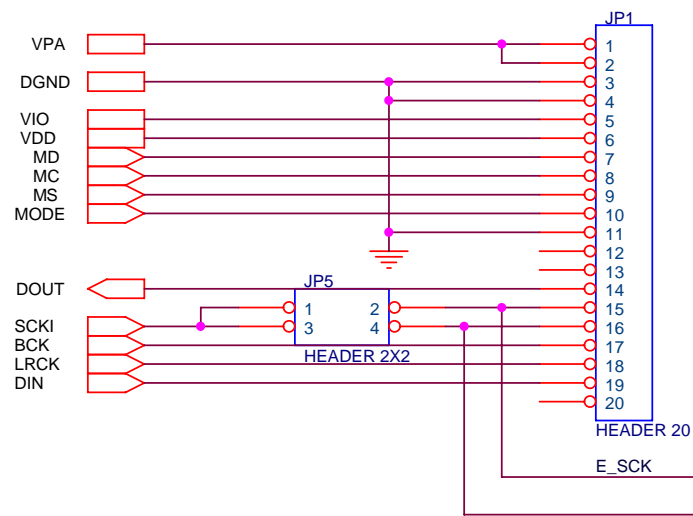 JP1
VPA
1
2
DGND
3
4
VIO
5
VDD
6
MD
7
MC
8
MS
9
MODE
10
11
12
13
JP5
DOUT
14
1 2
15
SCKI
3 4
16
BCK
17
HEADER 2X2
LRCK
18
DIN
19
20
HEADER 20
E_SCK